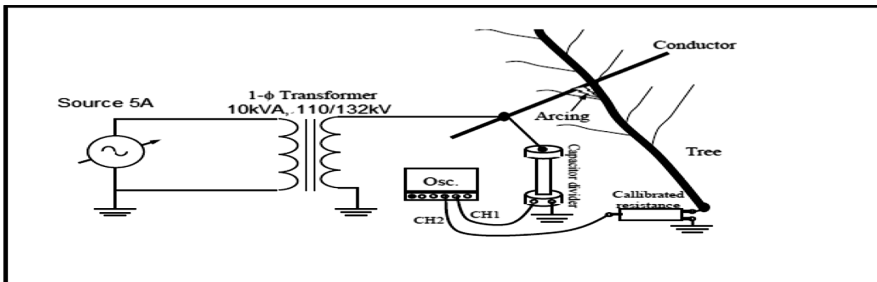 Conductor
1-ϕ Transformer
Source 5A
10kVA, .110/132kV
Arcing
Tree
Capacitor divider
Osc.
Callibrated
resistance
CH1
CH2